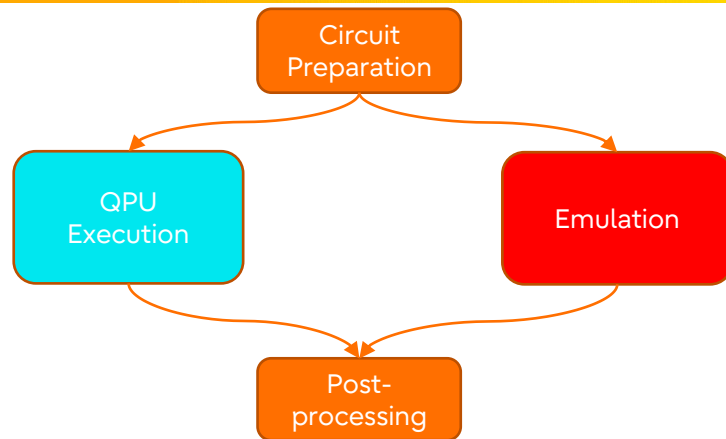 Circuit
Preparation
QPU
Execution
Emulation
Post-
processing